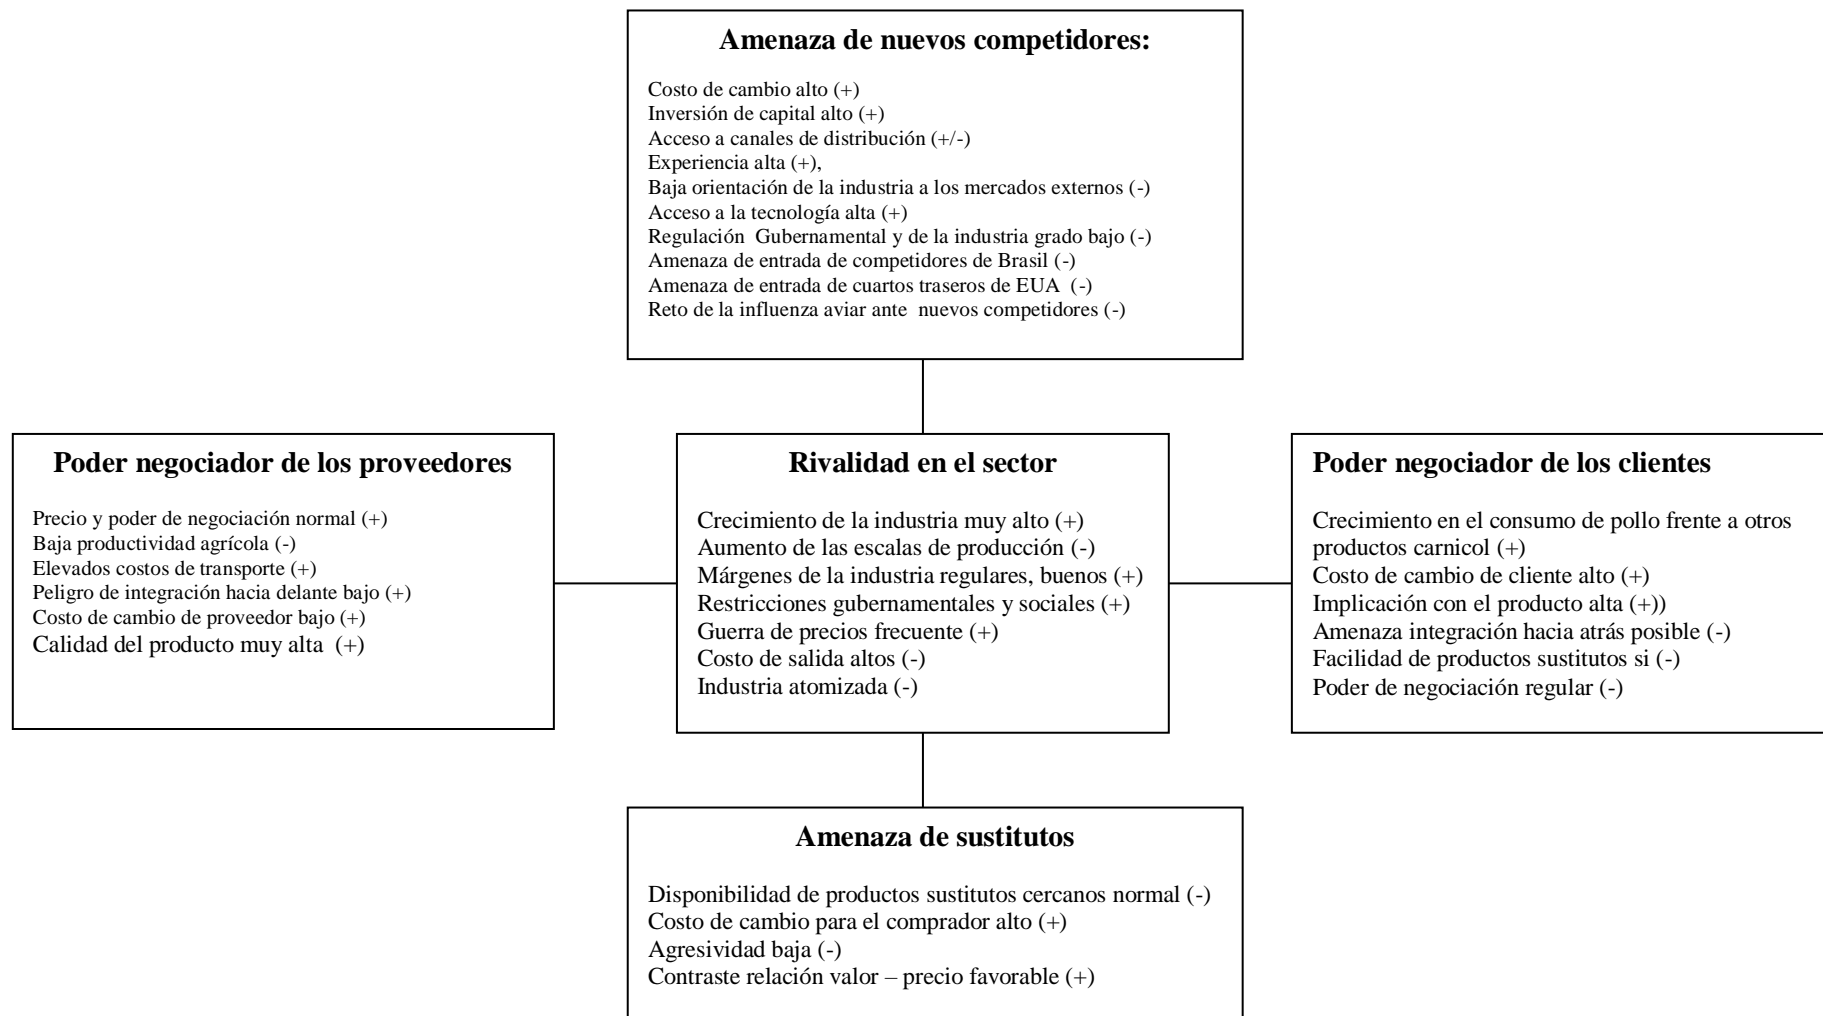 Amenaza de nuevos competidores:
Costo de cambio alto (+)
Inversión de capital alto (+)
Acceso a canales de distribución (+/-)
Experiencia alta (+),
Baja orientación de la industria a los mercados externos (-)
Acceso a la tecnología alta (+)
Regulación  Gubernamental y de la industria grado bajo (-)
Amenaza de entrada de competidores de Brasil (-)
Amenaza de entrada de cuartos traseros de EUA  (-)
Reto de la influenza aviar ante  nuevos competidores (-)
Poder negociador de los proveedores
Precio y poder de negociación normal (+)
Baja productividad agrícola (-)
Elevados costos de transporte (+)
Peligro de integración hacia delante bajo (+)
Costo de cambio de proveedor bajo (+)
Calidad del producto muy alta  (+)
Rivalidad en el sector
Crecimiento de la industria muy alto (+)
Aumento de las escalas de producción (-)
Márgenes de la industria regulares, buenos (+)
Restricciones gubernamentales y sociales (+)
Guerra de precios frecuente (+)
Costo de salida altos (-)
Industria atomizada (-)
Poder negociador de los clientes
Crecimiento en el consumo de pollo frente a otros
productos carnicol (+)
Costo de cambio de cliente alto (+)
Implicación con el producto alta (+))
Amenaza integración hacia atrás posible (-)
Facilidad de productos sustitutos si (-)
Poder de negociación regular (-)
Amenaza de sustitutos
Disponibilidad de productos sustitutos cercanos normal (-)
Costo de cambio para el comprador alto (+)
Agresividad baja (-)
Contraste relación valor – precio favorable (+)